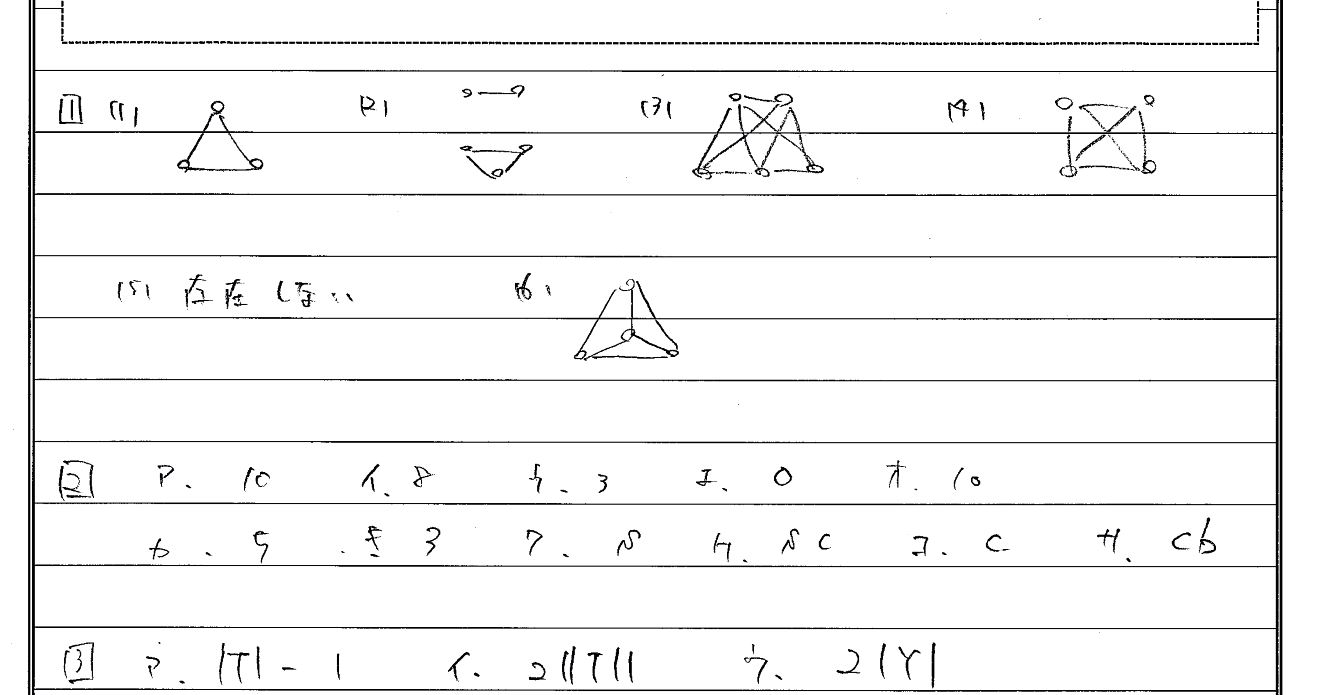 1 (1) (2) (3) (4)
(5) 存在しない (6)
2 ア. 10 イ. 8 ウ. 3 エ. 0 オ. 10
カ. 5 キ. 3 ク. s ケ. sc コ. c サ. cb
3 ア. |T| - 1 イ. 2||T|| ウ. 2|Y|